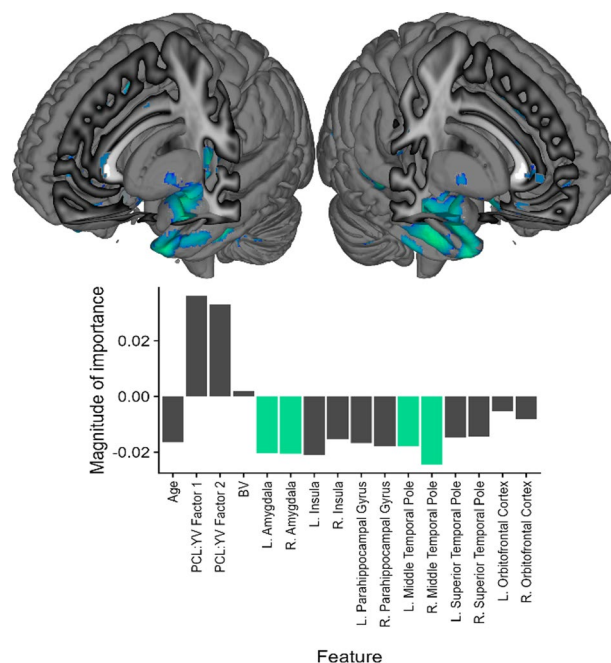 Magnitude of importance
0.02
0.00
-0.02
Age
PCL:YV Factor 1
PCL:YV Factor 2
BV
L. Amygdala
R. Amygdala
L. Insula
R. Insula
L. Parahippocampal Gyrus
R. Parahippocampal Gyrus
L. Middle Temporal Pole
R. Middle Temporal Pole
L. Superior Temporal Pole
R. Superior Temporal Pole
L. Orbitofrontal Cortex
R. Orbitofrontal Cortex
Feature